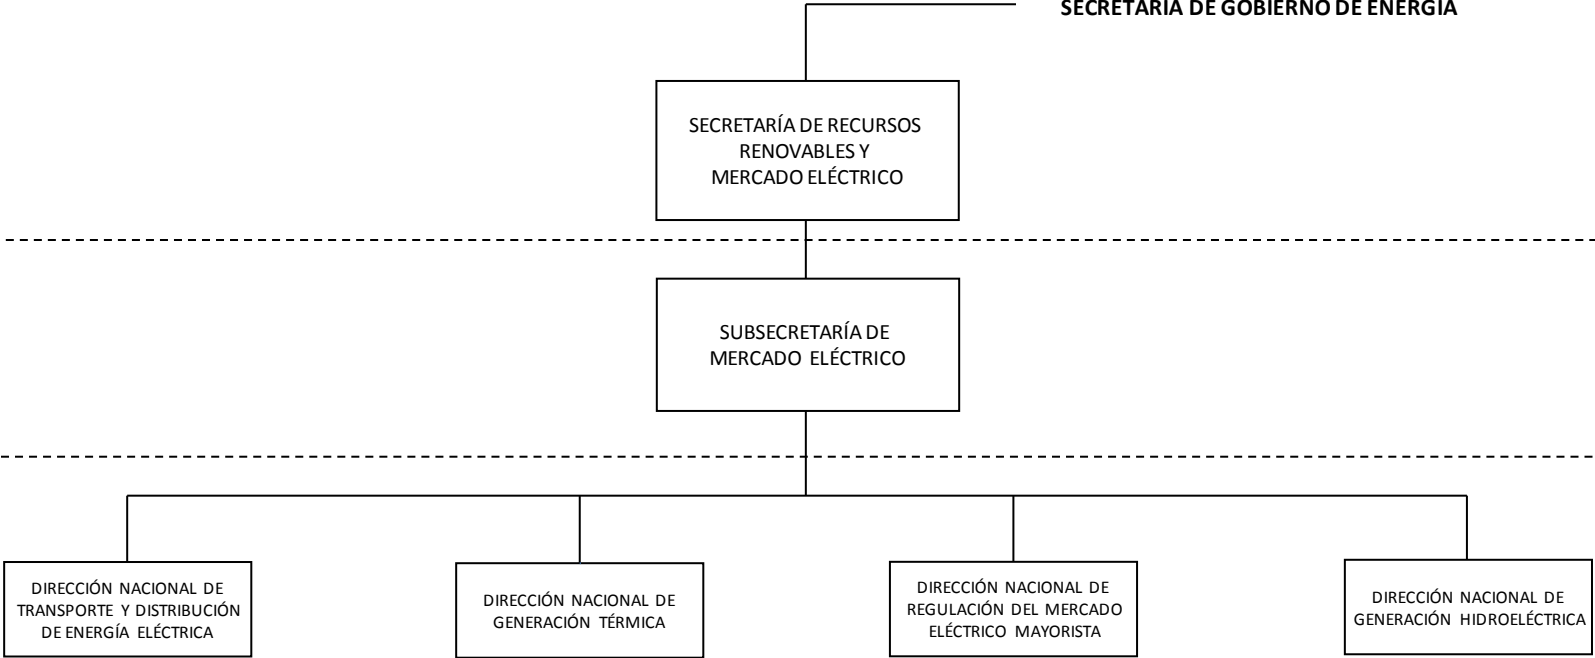 SECRETARÍA DE GOBIERNO DE ENERGÍA
SECRETARÍA DE RECURSOS
RENOVABLES Y
MERCADO ELÉCTRICO
SUBSECRETARÍA DE
MERCADO ELÉCTRICO
DIRECCIÓN NACIONAL DE
TRANSPORTE Y DISTRIBUCIÓN
DE ENERGÍA ELÉCTRICA
DIRECCIÓN NACIONAL DE
GENERACIÓN TÉRMICA
DIRECCIÓN NACIONAL DE
REGULACIÓN DEL MERCADO
ELÉCTRICO MAYORISTA
DIRECCIÓN NACIONAL DE
GENERACIÓN HIDROELÉCTRICA